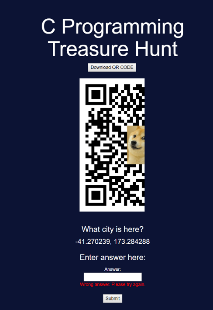 C Programming
Treasure Hunt
Download QR CODE
What city is here?
-41.270239, 173.284288
Enter answer here:
Answer:
Wrong answer. Please try again
Submit